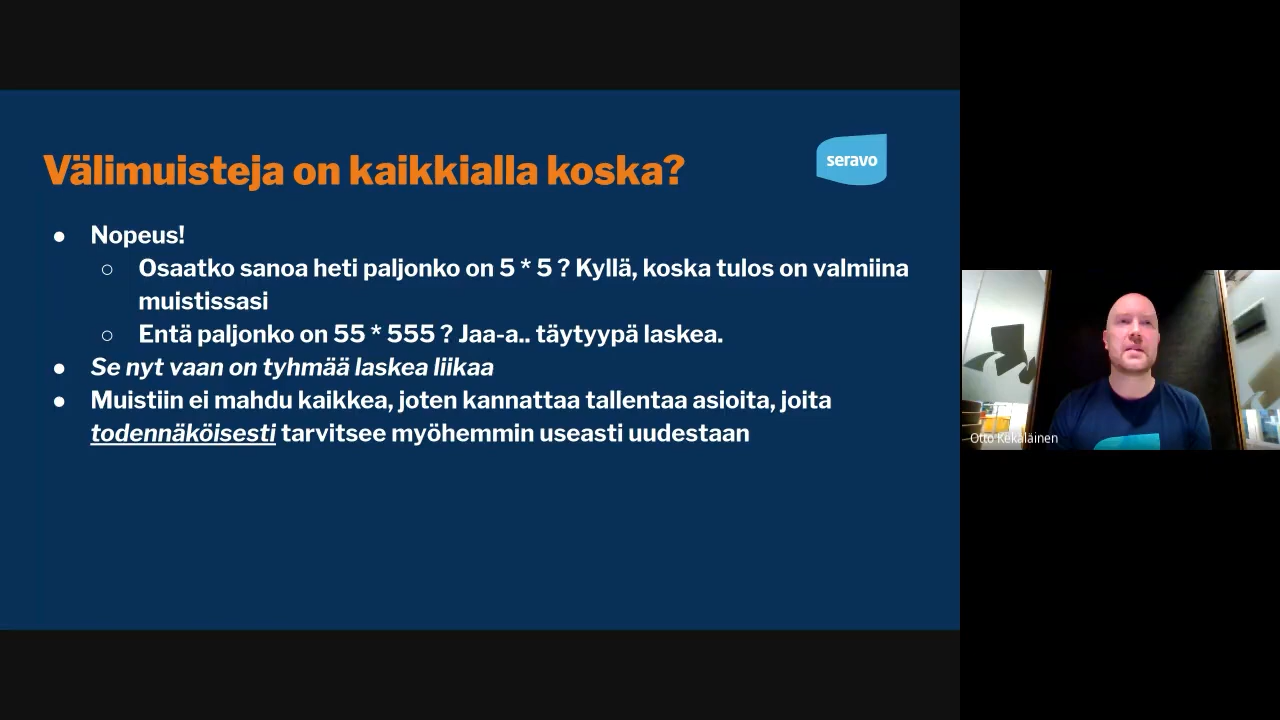 Välimuisteja on kaikkialla koska?
seravo
● Nopeus!
○ Osaatko sanoa heti paljonko on 5 * 5 ? Kyllä, koska tulos on valmiina
muistissasi
○ Entä paljonko on 55 * 555 ? Jaa-a.. täytyypä laskea.
● Se nyt vaan on tyhmää laskea liikaa
● Muistiin ei mahdu kaikkea, joten kannattaa tallentaa asioita, joita
todennäköisesti tarvitsee myöhemmin useasti uudestaan
Otto Kekäläinen